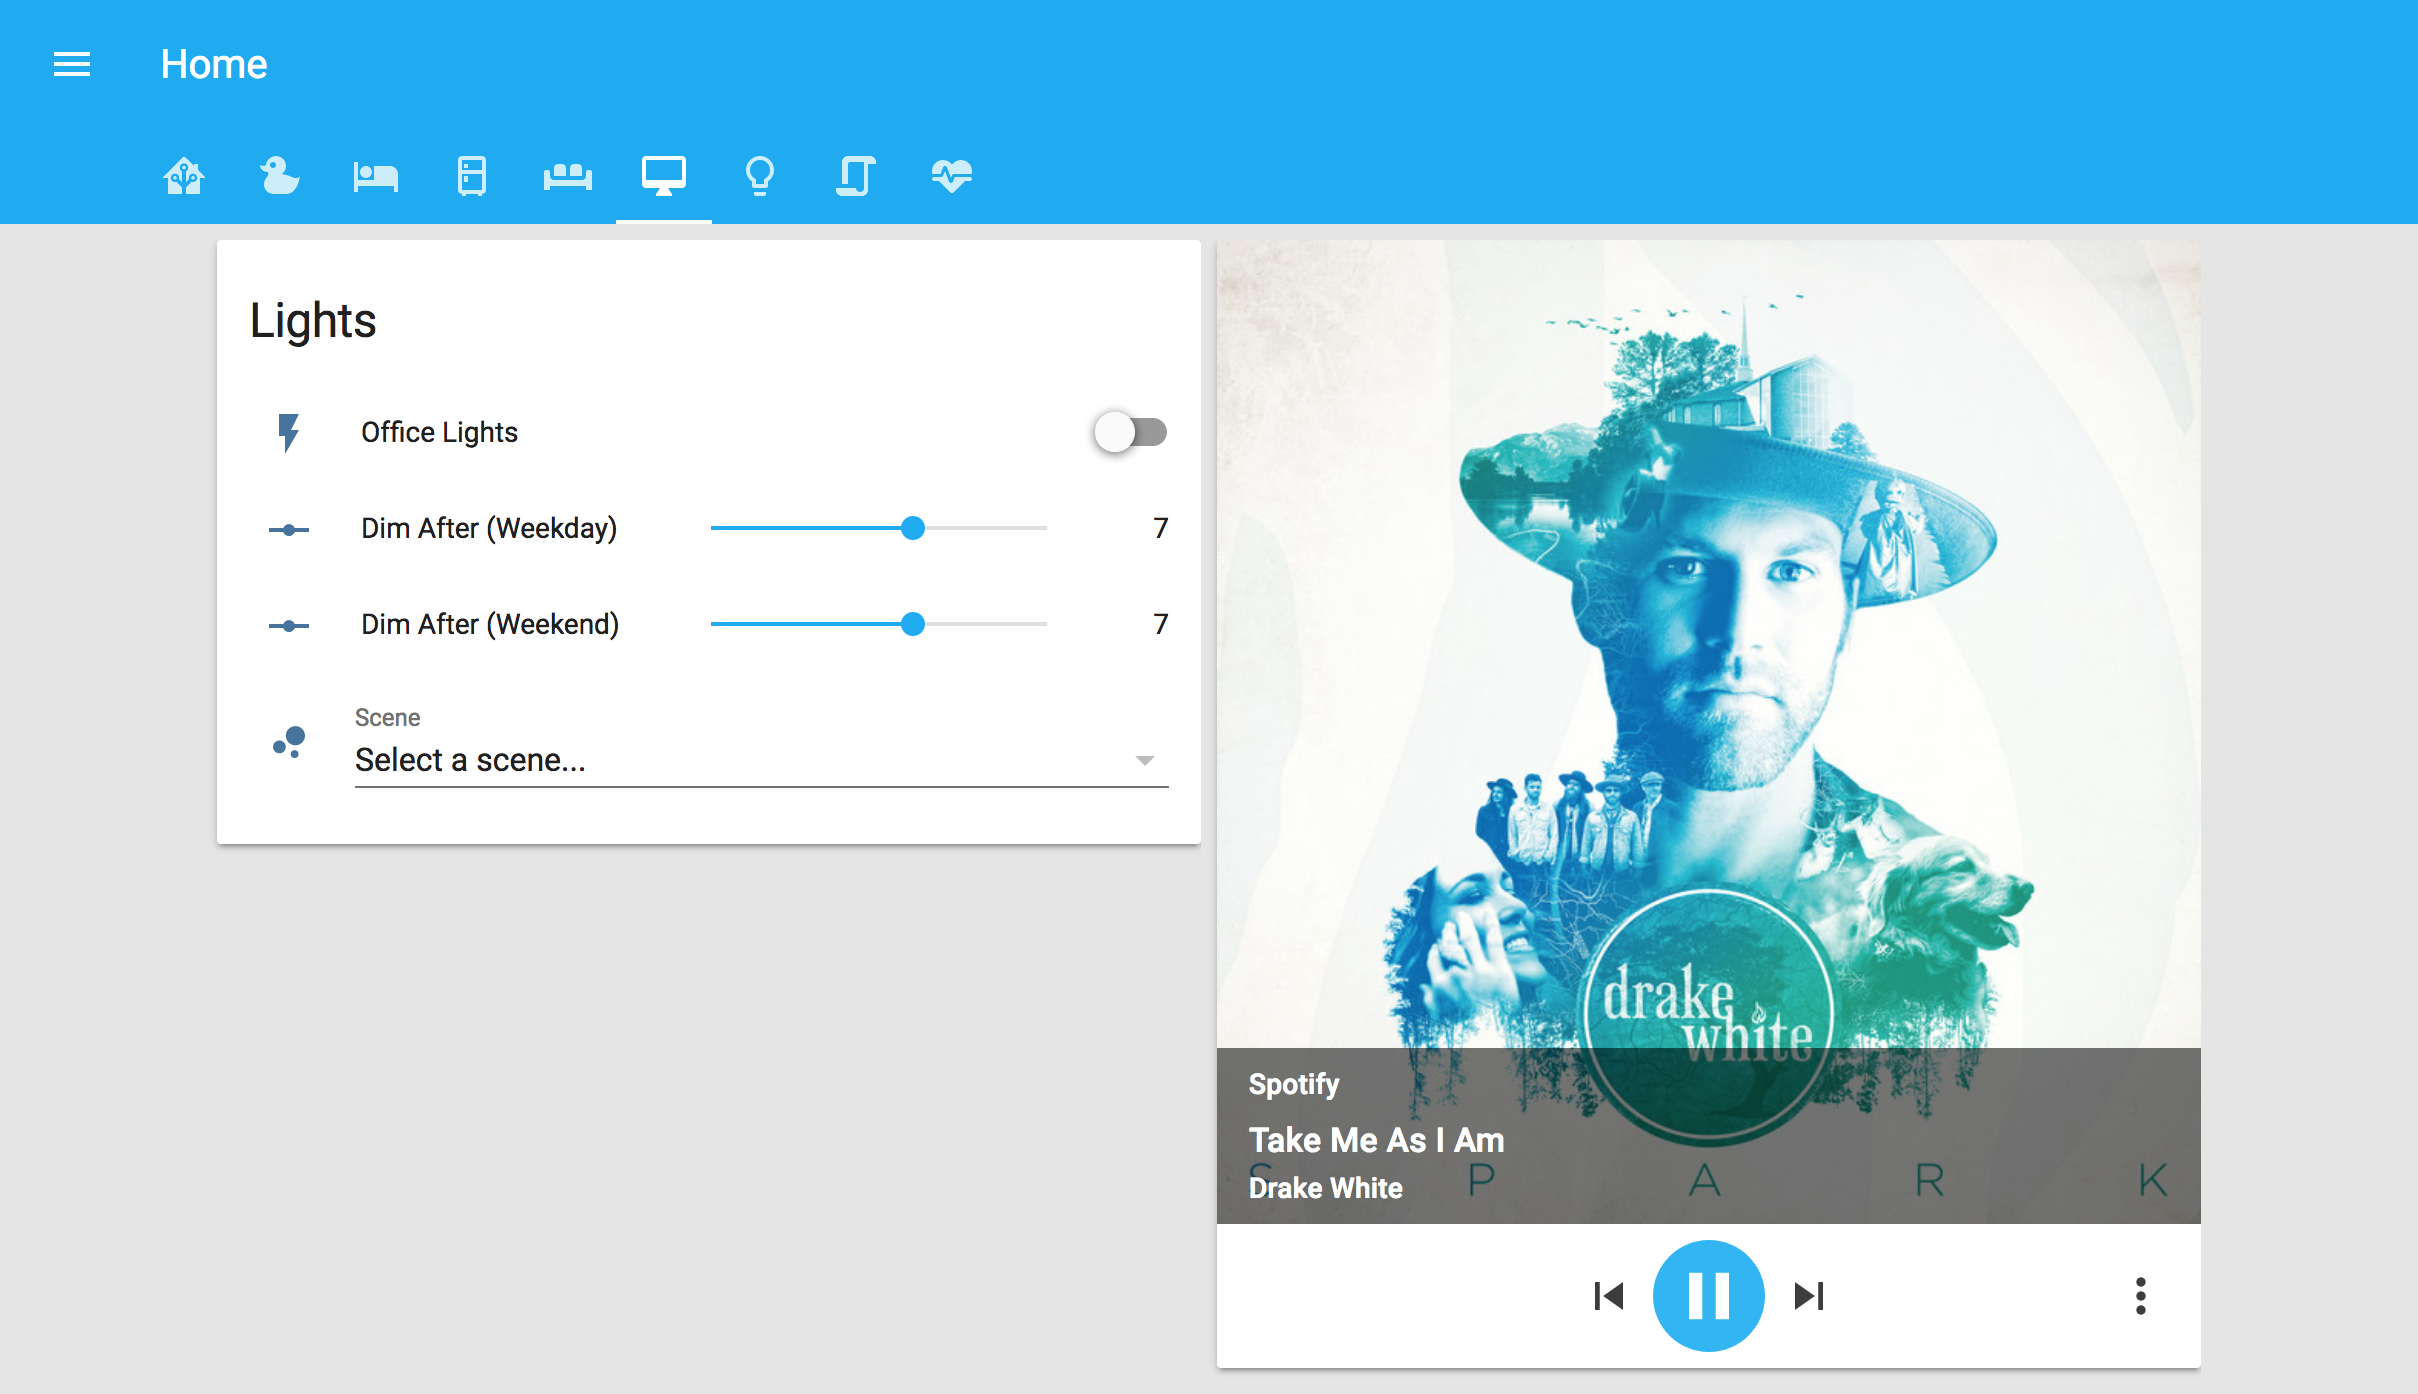 Home
Lights
Office Lights
Dim After (Weekday)
7
Dim After (Weekend)
7
Scene
Select a scene...
drake
white
Spotify
Take Me As I Am
Drake White
S P A R K